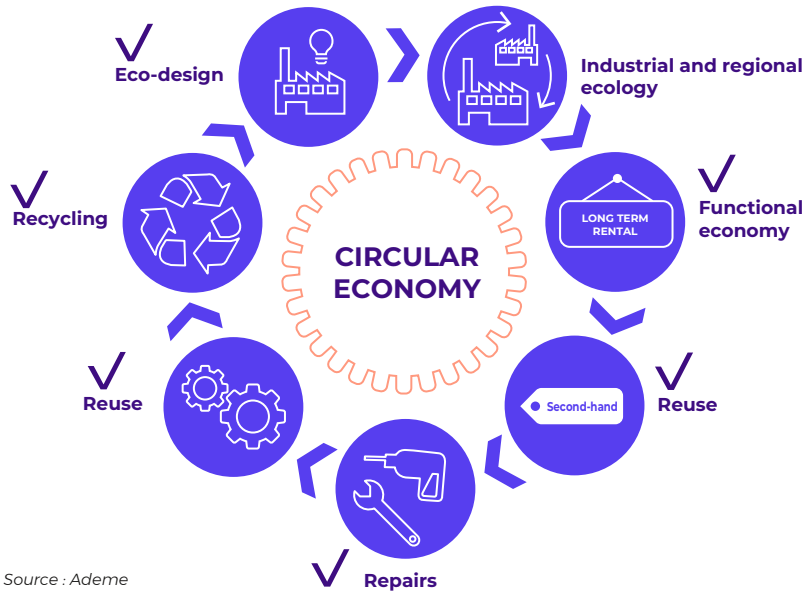 Eco-design
Industrial and regional
ecology
Recycling
LONG TERM
RENTAL
Functional
economy
CIRCULAR
ECONOMY
Reuse
Second-hand
Reuse
Repairs
Source : Ademe